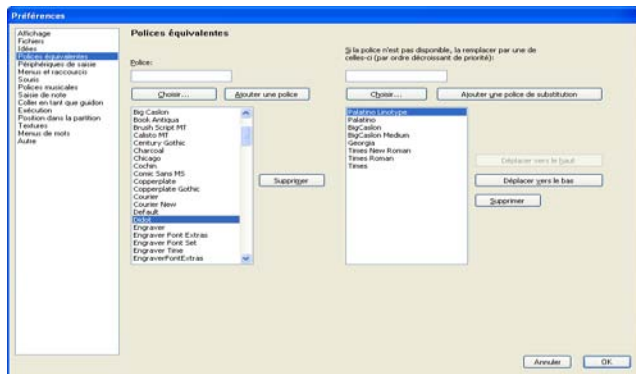 Préférences
Affichage
Fichiers
Idées
Polices équivalentes
Périphériques de saisie
Menus et raccourcis
Souris
Polices musicales
Saisie de note
Coller en tant que guidon
Exécution
Position dans la partition
Textures
Menus de mots
Autre
Polices équivalentes
Police:
Choisir...
Ajouter une police
Big Caslon
Book Antiqua
Brush Script MT
Calisto MT
Century Gothic
Charcoal
Chicago
Cochin
Comic Sans MS
Copperplate
Copperplate Gothic
Courier
Courier New
Default
Didot
Engraver
Engraver Font Extras
Engraver Font Set
Engraver Time
EngraverFontExtras
Supprimer
Si la police n'est pas disponible, la remplacer par une de
celles-ci (par ordre décroissant de priorité):
Choisir...
Ajouter une police de substitution
Palatino Linotype
Palatino
BigCaslon
BigCaslon Medium
Georgia
Times New Roman
Times Roman
Times
Déplacer vers le haut
Déplacer vers le bas
Supprimer
Annuler
OK